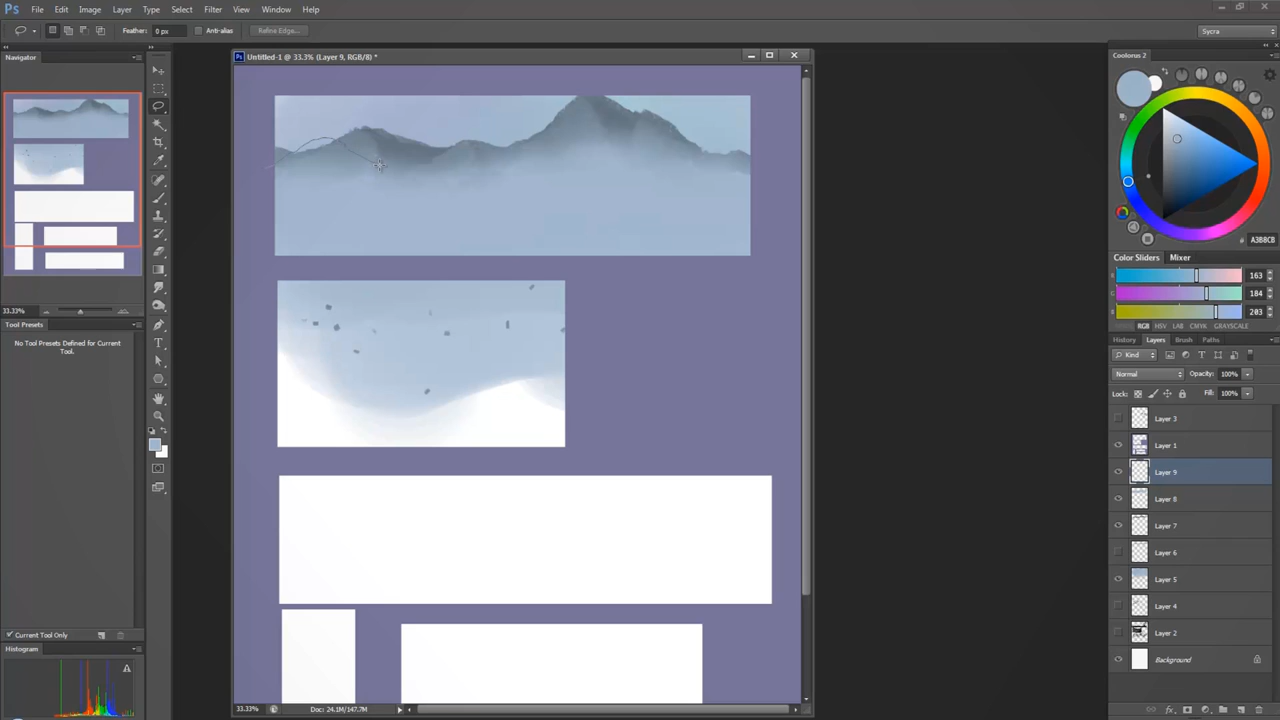 Ps File Edit Image Layer Type Select Filter View Window Help
Feather: 0 px Anti-alias Refine Edge... Sycra
Navigator
33.33%
Tool Presets
No Tool Presets Defined for Current
Tool.
Current Tool Only
Histogram
Untitled-1 @ 33.3% (Layer 9, RGB/8) *
33.33% Doc: 24.1M/147.7M
Coolorus 2
# A3B8CB
Color Sliders Mixer
163
184
203
RGB HSV LAB CMYK GRAYSCALE
History Layers Brush Paths
Kind
Normal Opacity: 100%
Lock: Fill: 100%
Layer 3
Layer 1
Layer 9
Layer 8
Layer 7
Layer 6
Layer 5
Layer 4
Layer 2
Background